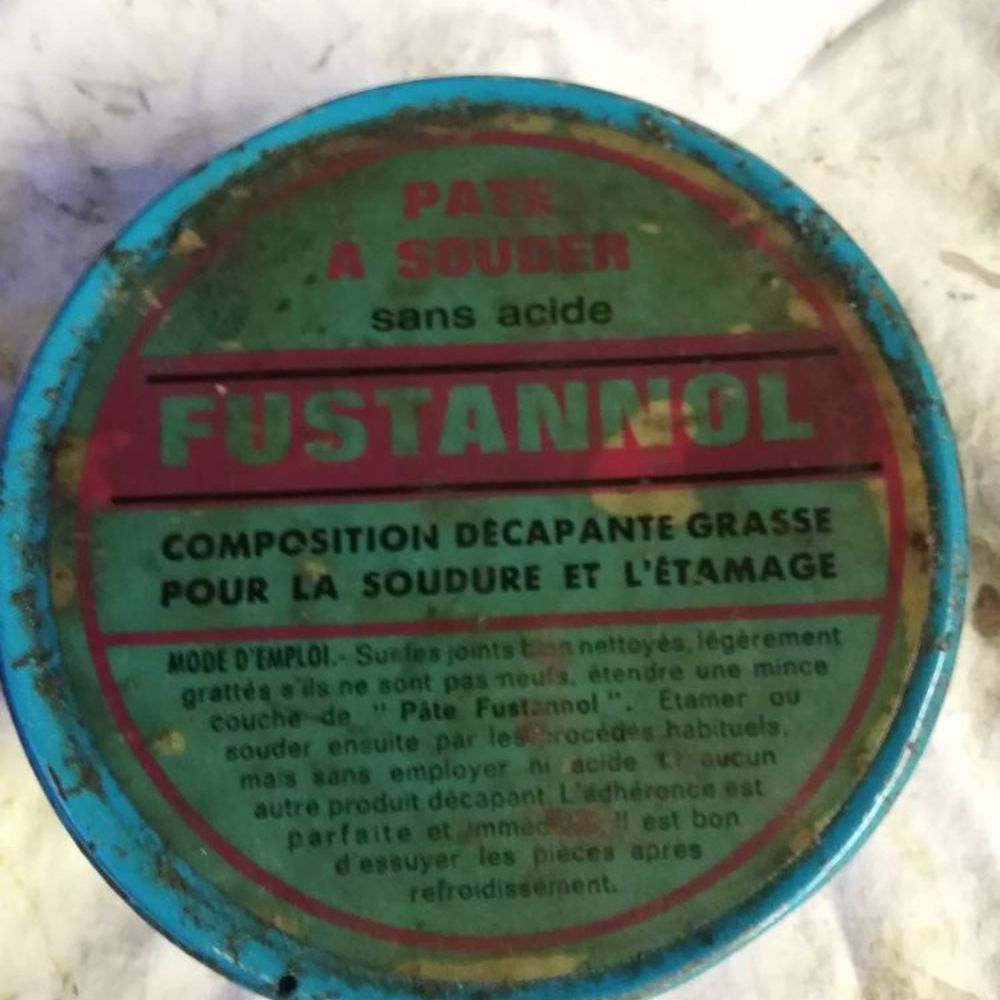 PATE
A SOUDER
sans acide
FUSTANNOL
COMPOSITION DÉCAPANTE GRASSE
POUR LA SOUDURE ET L'ÉTAMAGE
MODE D'EMPLOI.- Sur les joints bien nettoyés, légèrement
grattés s'ils ne sont pas neufs, étendre une mince
couche de " Pâte Fustannol ". Etamer ou
souder ensuite par les procédés habituels,
mais sans employer ni acide ni aucun
autre produit décapant. L'adhérence est
parfaite et Il est bon
d'essuyer les pièces après
refroidissement.